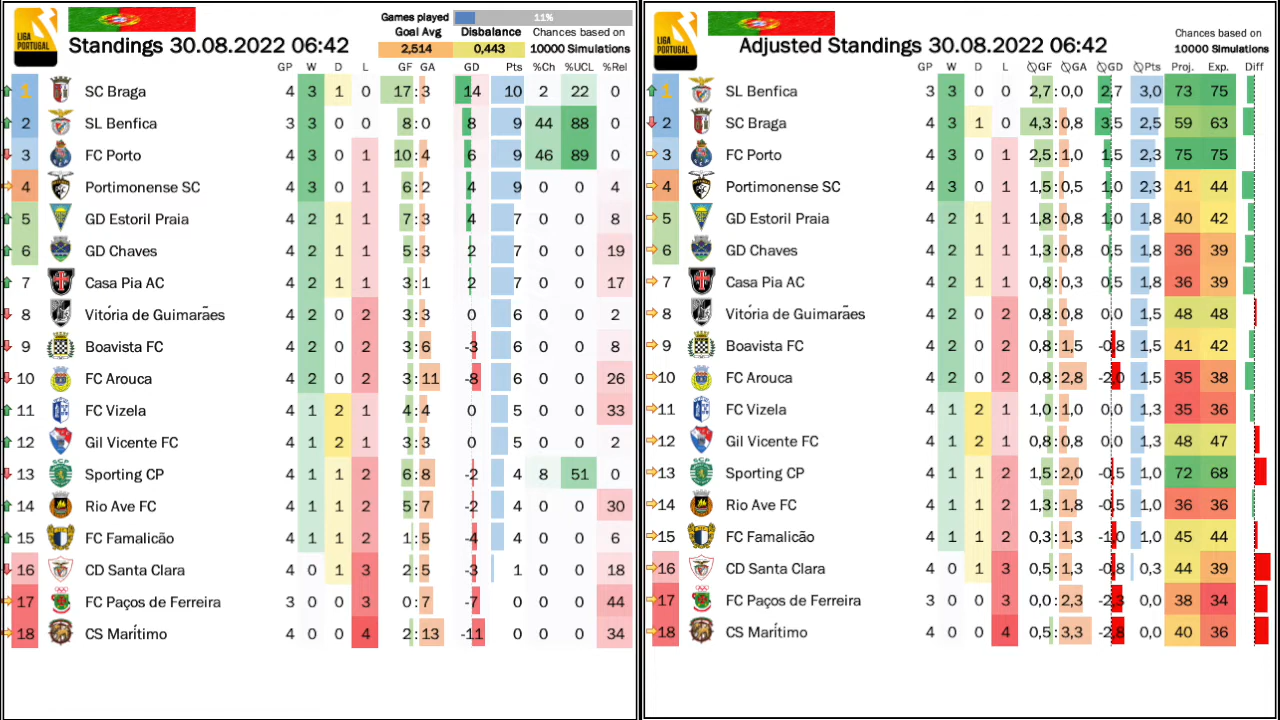 LIGA
PORTUGAL
Games played 11%
Goal Avg Disbalance Chances based on
Standings 30.08.2022 06:42 2,514 0,443 10000 Simulations
GP W D L GF GA GD Pts %Ch %UCL %Rel
1 SC Braga 4 3 1 0 17:3 14 10 2 22 0
2 SL Benfica 3 3 0 0 8:0 8 9 44 88 0
3 FC Porto 4 3 0 1 10:4 6 9 46 89 0
4 Portimonense SC 4 3 0 1 6:2 4 9 0 0 4
5 GD Estoril Praia 4 2 1 1 7:3 4 7 0 0 8
6 GD Chaves 4 2 1 1 5:3 2 7 0 0 19
7 Casa Pia AC 4 2 1 1 3:1 2 7 0 0 17
8 Vitória de Guimarães 4 2 0 2 3:3 0 6 0 0 2
9 Boavista FC 4 2 0 2 3:6 -3 6 0 0 8
10 FC Arouca 4 2 0 2 3:11 -8 6 0 0 26
11 FC Vizela 4 1 2 1 4:4 0 5 0 0 33
12 Gil Vicente FC 4 1 2 1 3:3 0 5 0 0 2
13 Sporting CP 4 1 1 2 6:8 -2 4 8 51 0
14 Rio Ave FC 4 1 1 2 5:7 -2 4 0 0 30
15 FC Famalicão 4 1 1 2 1:5 -4 4 0 0 6
16 CD Santa Clara 4 0 1 3 2:5 -3 1 0 0 18
17 FC Paços de Ferreira 3 0 0 3 0:7 -7 0 0 0 44
18 CS Marítimo 4 0 0 4 2:13 -11 0 0 0 34
LIGA
PORTUGAL
Chances based on
Adjusted Standings 30.08.2022 06:42 10000 Simulations
GP W D L ∅GF ∅GA ∅GD ∅Pts Proj. Exp. Diff
1 SL Benfica 3 3 0 0 2,7:0,0 2,7 3,0 73 75
2 SC Braga 4 3 1 0 4,3:0,8 3,5 2,5 59 63
3 FC Porto 4 3 0 1 2,5:1,0 1,5 2,3 75 75
4 Portimonense SC 4 3 0 1 1,5:0,5 1,0 2,3 41 44
5 GD Estoril Praia 4 2 1 1 1,8:0,8 1,0 1,8 40 42
6 GD Chaves 4 2 1 1 1,3:0,8 0,5 1,8 36 39
7 Casa Pia AC 4 2 1 1 0,8:0,3 0,5 1,8 36 39
8 Vitória de Guimarães 4 2 0 2 0,8:0,8 0,0 1,5 48 48
9 Boavista FC 4 2 0 2 0,8:1,5 -0,8 1,5 41 42
10 FC Arouca 4 2 0 2 0,8:2,8 -2,0 1,5 35 38
11 FC Vizela 4 1 2 1 1,0:1,0 0,0 1,3 35 36
12 Gil Vicente FC 4 1 2 1 0,8:0,8 0,0 1,3 48 47
13 Sporting CP 4 1 1 2 1,5:2,0 -0,5 1,0 72 68
14 Rio Ave FC 4 1 1 2 1,3:1,8 -0,5 1,0 36 36
15 FC Famalicão 4 1 1 2 0,3:1,3 -1,0 1,0 45 44
16 CD Santa Clara 4 0 1 3 0,5:1,3 -0,8 0,3 44 39
17 FC Paços de Ferreira 3 0 0 3 0,0:2,3 -2,3 0,0 38 34
18 CS Marítimo 4 0 0 4 0,5:3,3 -2,8 0,0 40 36